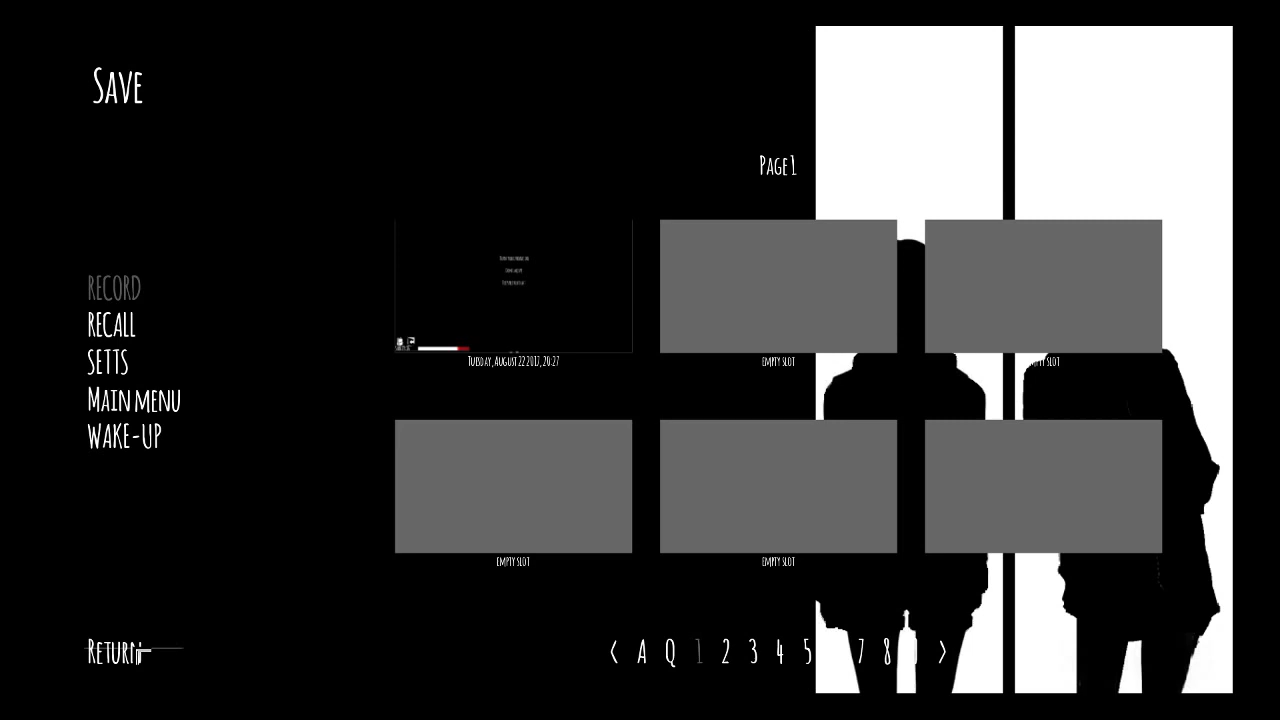 Save
Page 1
RECORD
RECALL
SETTS
MAIN MENU
WAKE-UP
Tuesday, August 22 2017, 20:27
EMPTY SLOT
SLOT
EMPTY SLOT
EMPTY SLOT
Return
< A Q 1 2 3 4 5 7 8 >